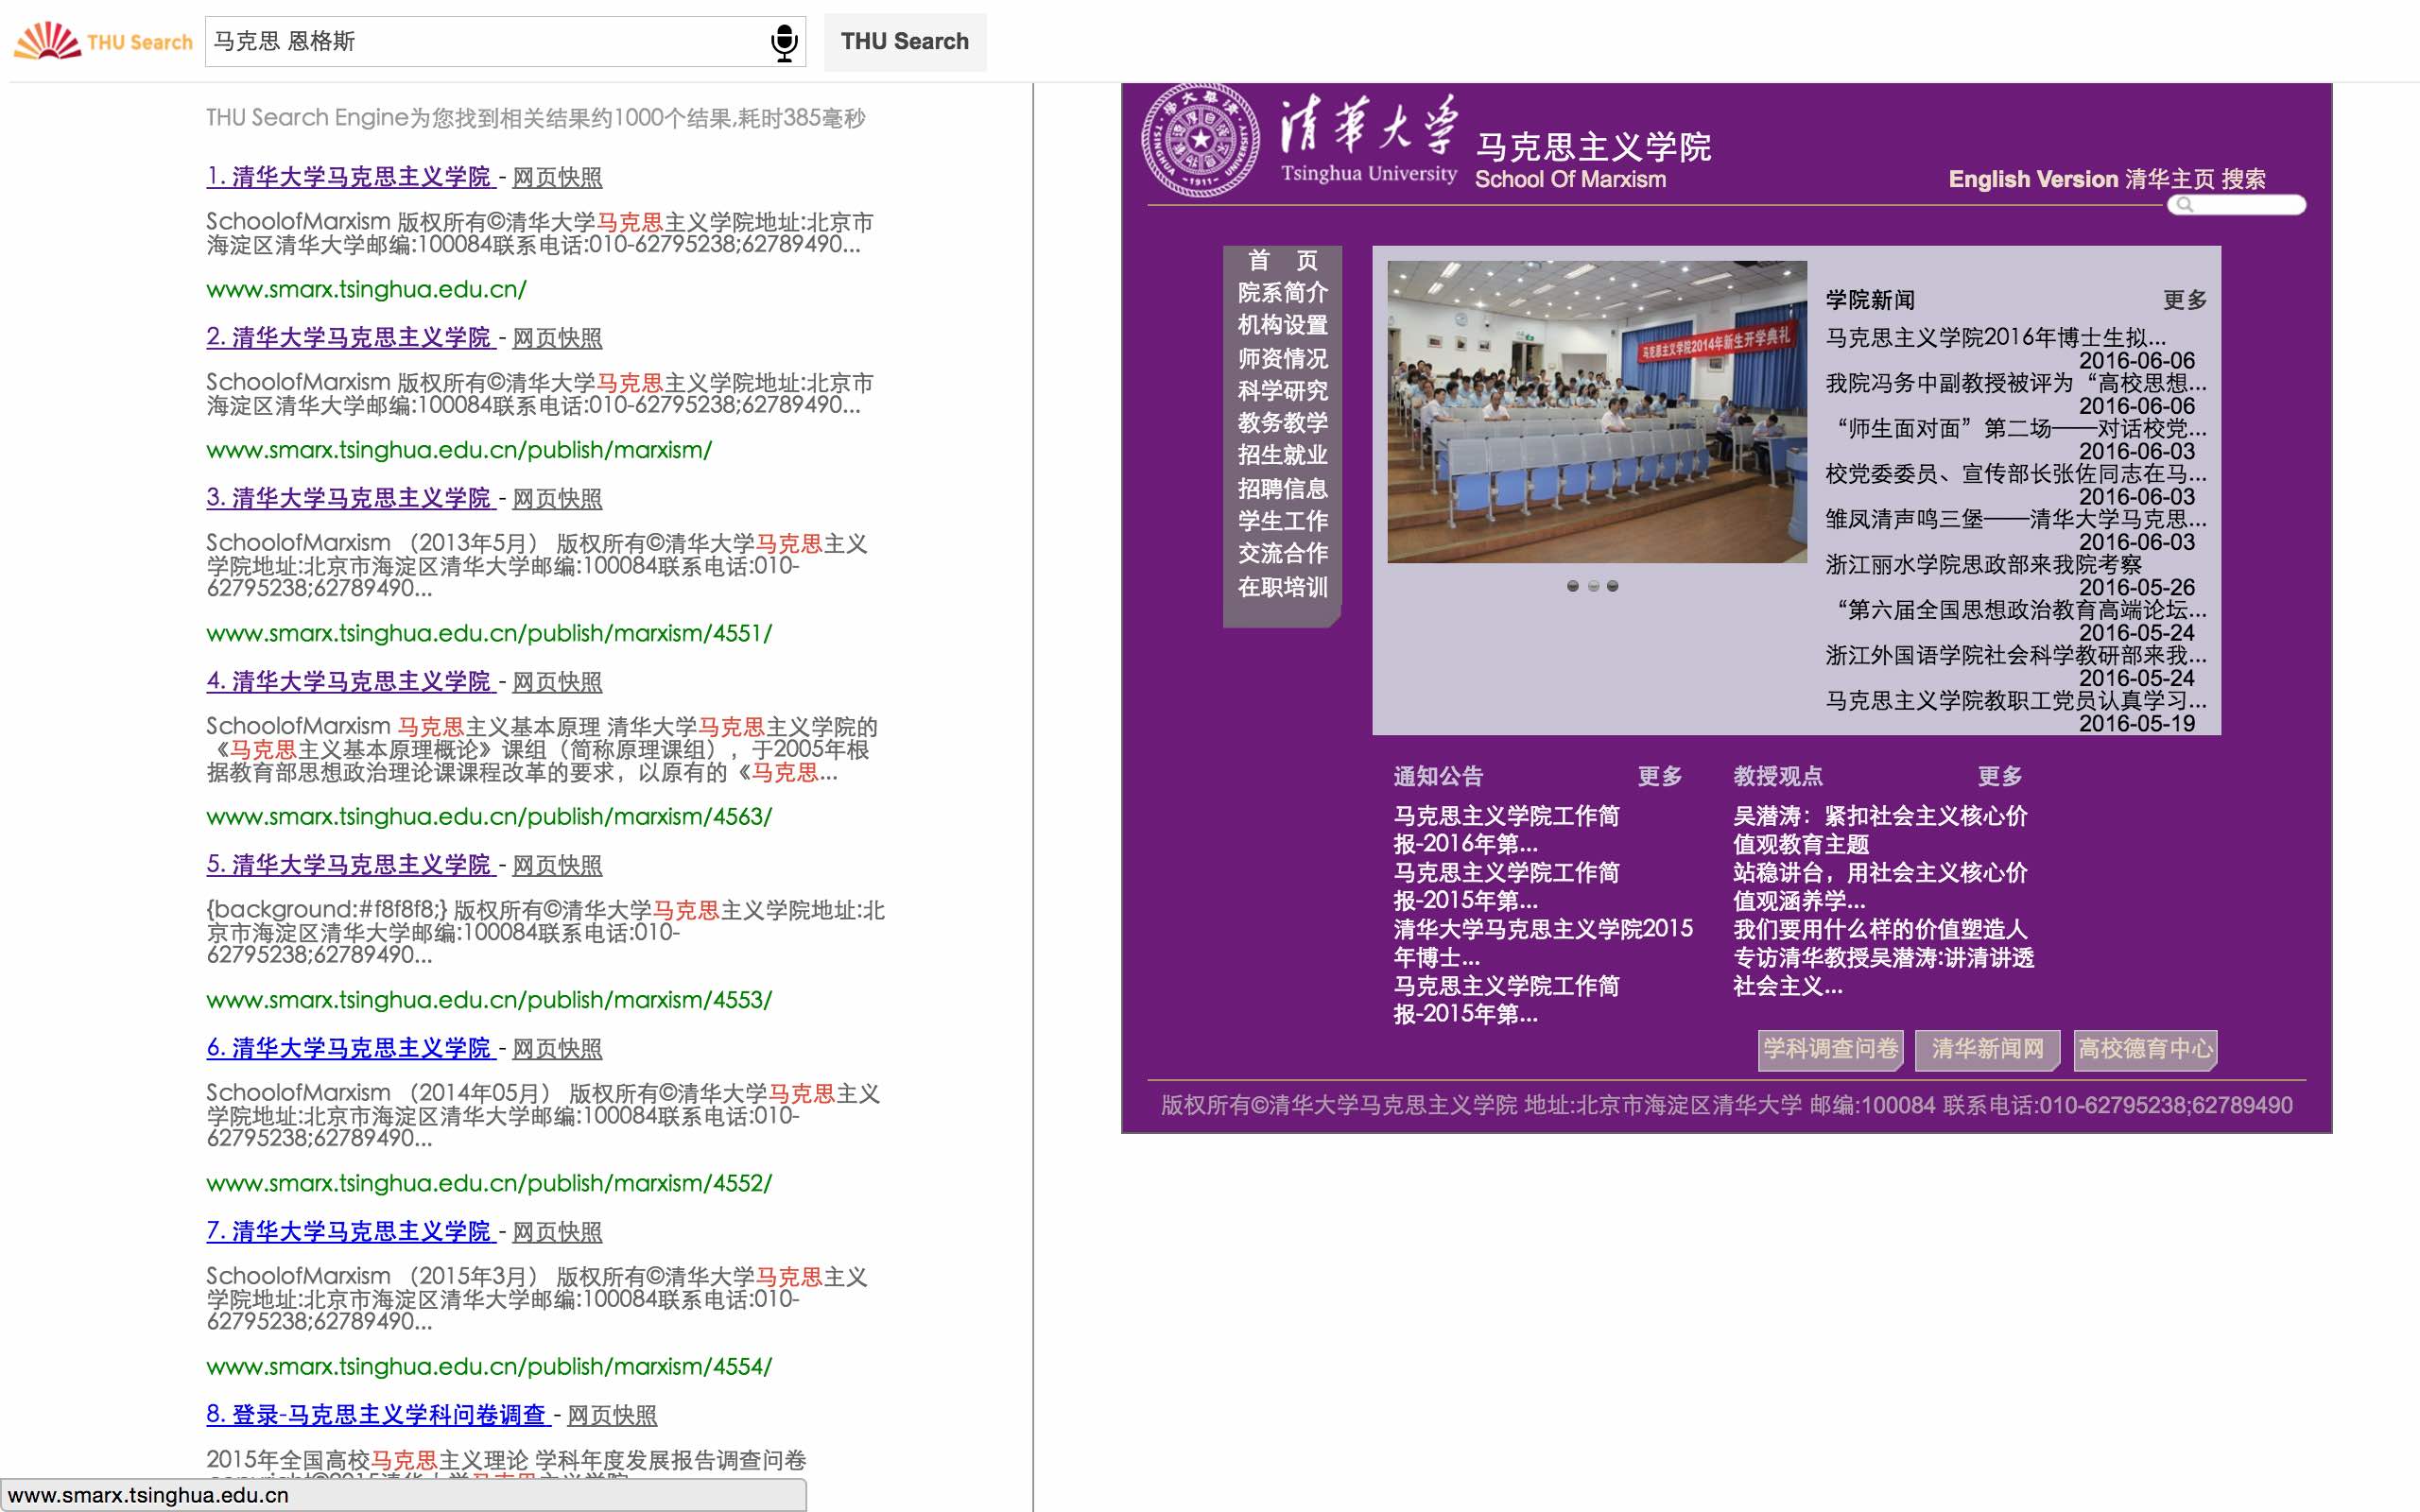 THU Search
马克思 恩格斯
THU Search
THU Search Engine为您找到相关结果约1000个结果,耗时385毫秒
1. 清华大学马克思主义学院 - 网页快照
SchoolofMarxism 版权所有©清华大学马克思主义学院地址:北京市
海淀区清华大学邮编:100084联系电话:010-62795238;62789490...
www.smarx.tsinghua.edu.cn/
2. 清华大学马克思主义学院 - 网页快照
SchoolofMarxism 版权所有©清华大学马克思主义学院地址:北京市
海淀区清华大学邮编:100084联系电话:010-62795238;62789490...
www.smarx.tsinghua.edu.cn/publish/marxism/
3. 清华大学马克思主义学院 - 网页快照
SchoolofMarxism （2013年5月） 版权所有©清华大学马克思主义
学院地址:北京市海淀区清华大学邮编:100084联系电话:010-
62795238;62789490...
www.smarx.tsinghua.edu.cn/publish/marxism/4551/
4. 清华大学马克思主义学院 - 网页快照
SchoolofMarxism 马克思主义基本原理 清华大学马克思主义学院的
《马克思主义基本原理概论》课组（简称原理课组），于2005年根
据教育部思想政治理论课课程改革的要求，以原有的《马克思...
www.smarx.tsinghua.edu.cn/publish/marxism/4563/
5. 清华大学马克思主义学院 - 网页快照
{background:#f8f8f8;} 版权所有©清华大学马克思主义学院地址:北
京市海淀区清华大学邮编:100084联系电话:010-
62795238;62789490...
www.smarx.tsinghua.edu.cn/publish/marxism/4553/
6. 清华大学马克思主义学院 - 网页快照
SchoolofMarxism （2014年05月） 版权所有©清华大学马克思主义
学院地址:北京市海淀区清华大学邮编:100084联系电话:010-
62795238;62789490...
www.smarx.tsinghua.edu.cn/publish/marxism/4552/
7. 清华大学马克思主义学院 - 网页快照
SchoolofMarxism （2015年3月） 版权所有©清华大学马克思主义
学院地址:北京市海淀区清华大学邮编:100084联系电话:010-
62795238;62789490...
www.smarx.tsinghua.edu.cn/publish/marxism/4554/
8. 登录-马克思主义学科问卷调查 - 网页快照
2015年全国高校马克思主义理论 学科年度发展报告调查问卷
www.smarx.tsinghua.edu.cn
清华大学
Tsinghua University
TSINGHUA UNIVERSITY
-1911-
马克思主义学院
School Of Marxism
English Version 清华主页 搜索
首 页
院系简介
机构设置
师资情况
科学研究
教务教学
招生就业
招聘信息
学生工作
交流合作
在职培训
马克思主义学院2014年新生开学典礼
学院新闻 更多
马克思主义学院2016年博士生拟...
2016-06-06
我院冯务中副教授被评为“高校思想...
2016-06-06
“师生面对面”第二场——对话校党...
2016-06-03
校党委委员、宣传部长张佐同志在马...
2016-06-03
雏凤清声鸣三堡——清华大学马克思...
2016-06-03
浙江丽水学院思政部来我院考察
2016-05-26
“第六届全国思想政治教育高端论坛...
2016-05-24
浙江外国语学院社会科学教研部来我...
2016-05-24
马克思主义学院教职工党员认真学习...
2016-05-19
通知公告 更多
马克思主义学院工作简
报-2016年第...
马克思主义学院工作简
报-2015年第...
清华大学马克思主义学院2015
年博士...
马克思主义学院工作简
报-2015年第...
教授观点 更多
吴潜涛：紧扣社会主义核心价
值观教育主题
站稳讲台，用社会主义核心价
值观涵养学...
我们要用什么样的价值塑造人
专访清华教授吴潜涛:讲清讲透
社会主义...
学科调查问卷 清华新闻网 高校德育中心
版权所有©清华大学马克思主义学院 地址:北京市海淀区清华大学 邮编:100084 联系电话:010-62795238;62789490